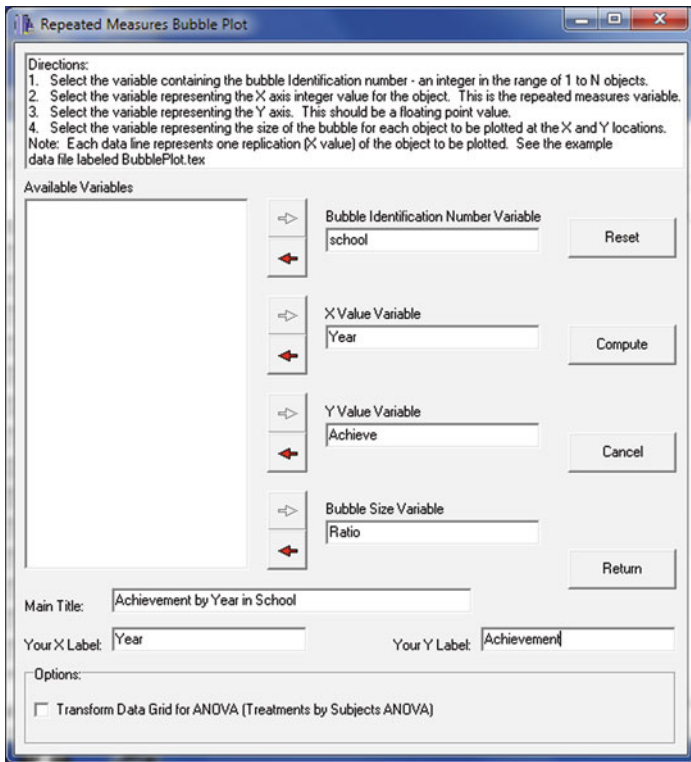 Repeated Measures Bubble Plot
Directions:
1. Select the variable containing the bubble Identification number - an integer in the range of 1 to N objects.
2. Select the variable representing the X axis integer value for the object. This is the repeated measures variable.
3. Select the variable representing the Y axis. This should be a floating point value.
4. Select the variable representing the size of the bubble for each object to be plotted at the X and Y locations.
Note: Each data line represents one replication (X value) of the object to be plotted. See the example
data file labeled BubblePlot.tex
Available Variables
Bubble Identification Number Variable
school
Reset
X Value Variable
Year
Compute
Y Value Variable
Achieve
Cancel
Bubble Size Variable
Ratio
Return
Main Title: Achievement by Year in School
Your X Label: Year Your Y Label: Achievement
Options:
Transform Data Grid for ANOVA (Treatments by Subjects ANOVA)